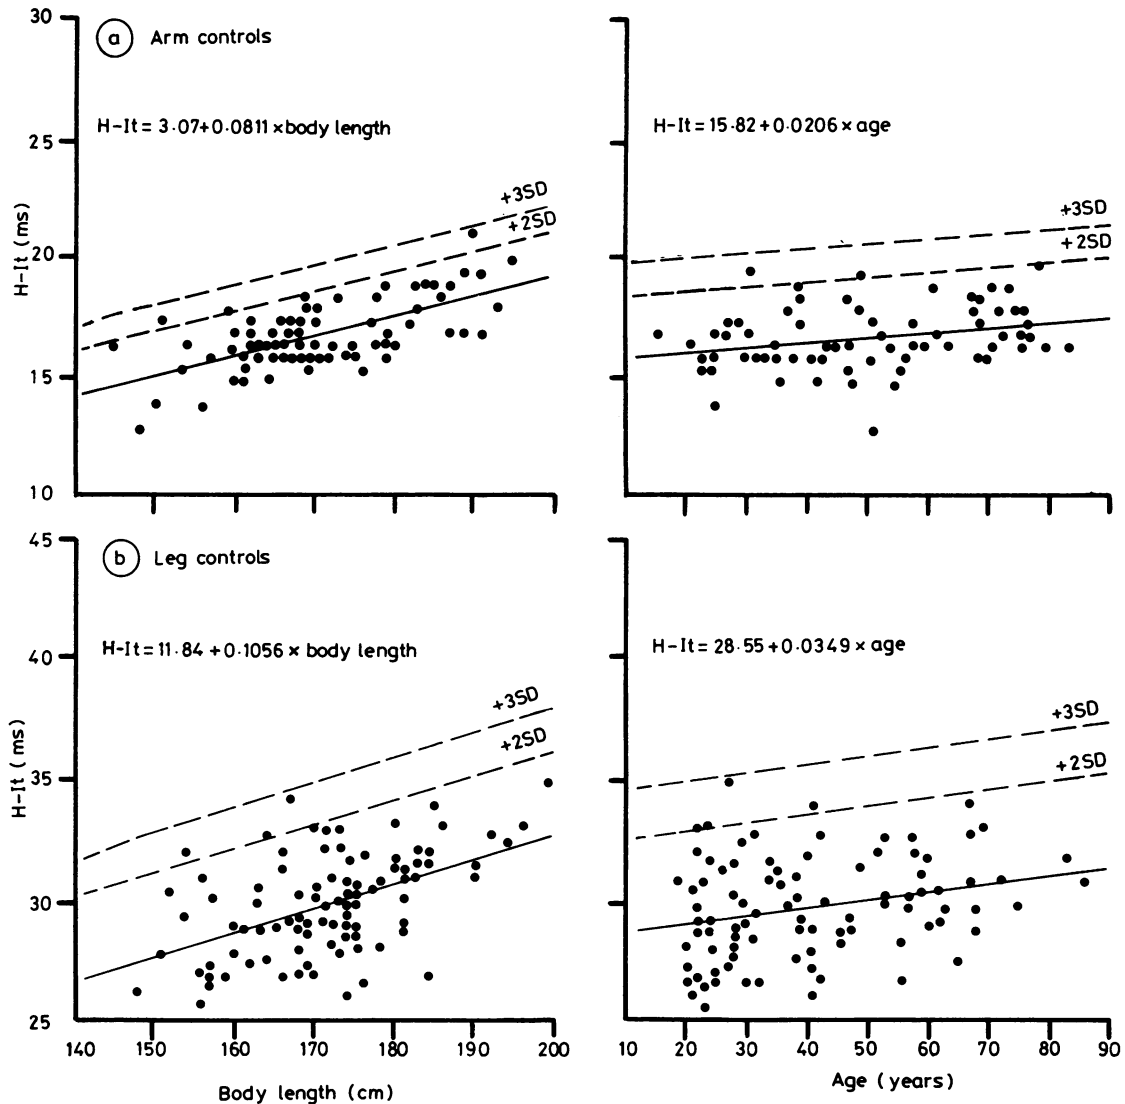 30
a Arm controls
H-It = 3·07+0·0811 × body length
H-It = 15·82+0·0206 × age
25
+3SD
+2SD
+3SD
+2SD
20
H-It (ms)
15
10
45
b Leg controls
H-It = 11·84 + 0·1056 × body length
H-It = 28·55 + 0·0349 × age
40
+3SD
+2SD
+3SD
+2SD
35
H-It (ms)
30
25
140 150 160 170 180 190 200
10 20 30 40 50 60 70 80 90
Body length (cm)
Age (years)